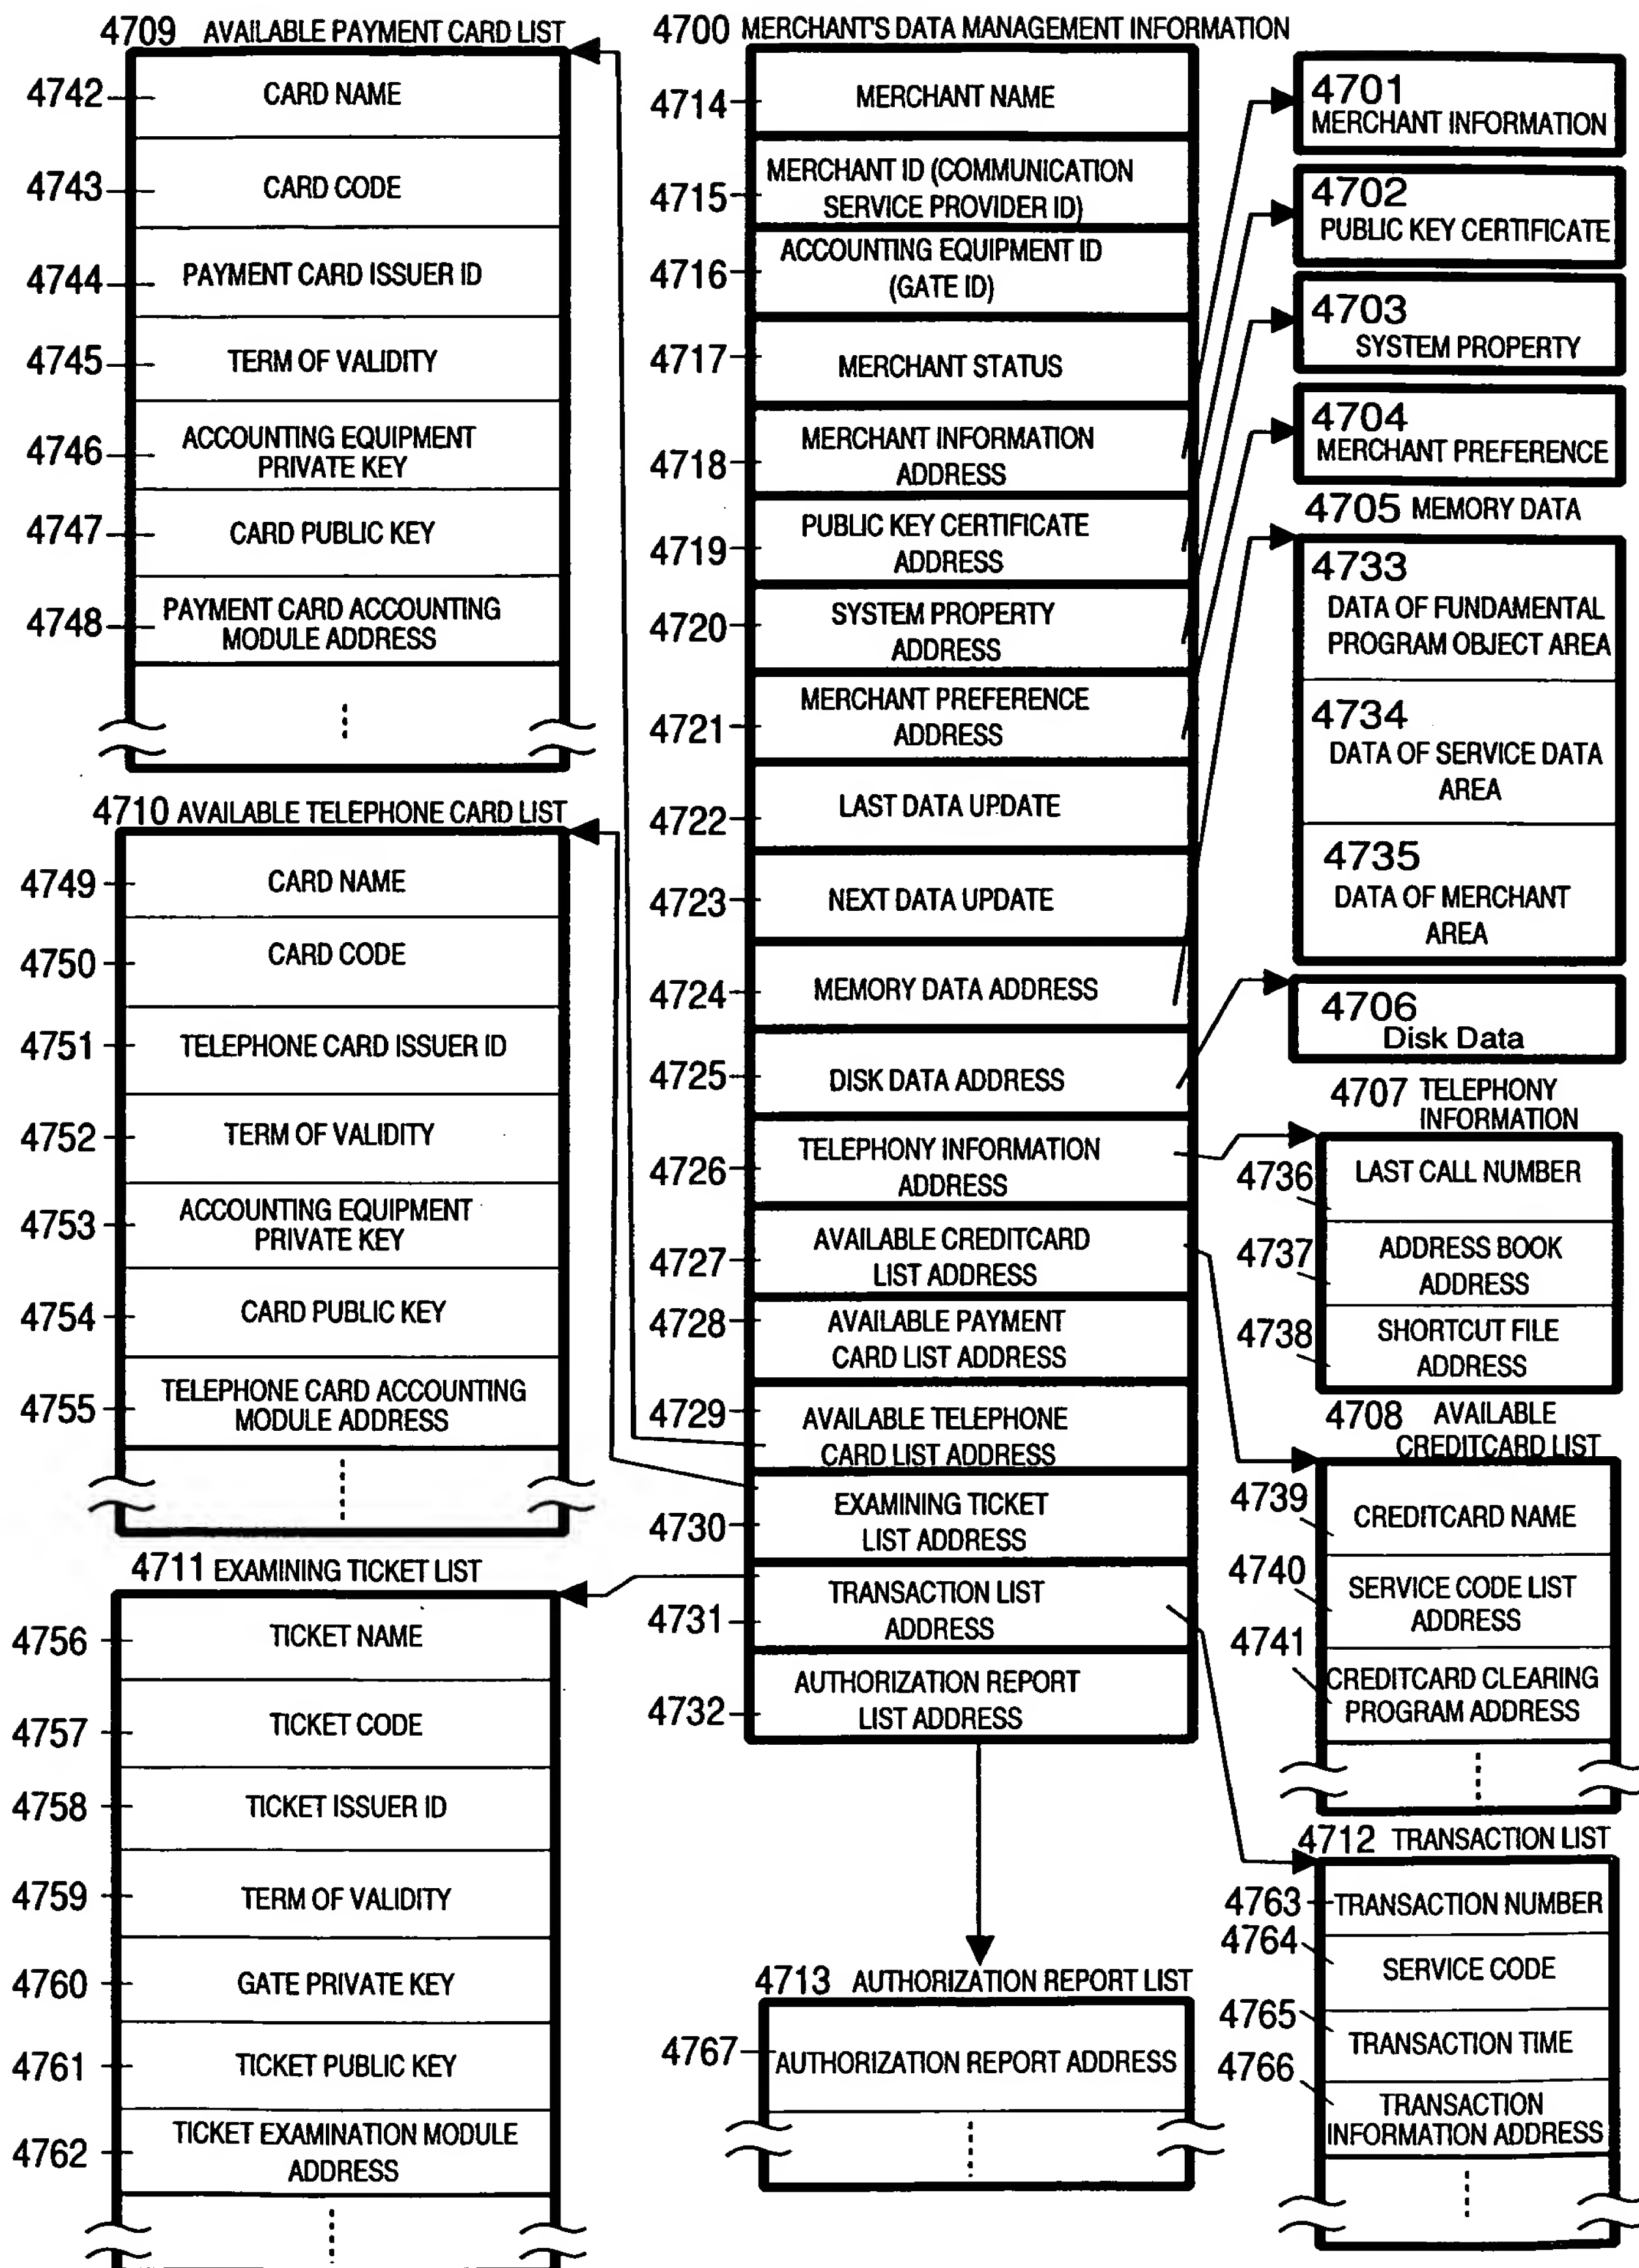 4709 AVAILABLE PAYMENT CARD LIST
4742 CARD NAME
4743 CARD CODE
4744 PAYMENT CARD ISSUER ID
4745 TERM OF VALIDITY
4746 ACCOUNTING EQUIPMENT
PRIVATE KEY
4747 CARD PUBLIC KEY
4748 PAYMENT CARD ACCOUNTING
MODULE ADDRESS
4710 AVAILABLE TELEPHONE CARD LIST
4749 CARD NAME
4750 CARD CODE
4751 TELEPHONE CARD ISSUER ID
4752 TERM OF VALIDITY
4753 ACCOUNTING EQUIPMENT
PRIVATE KEY
4754 CARD PUBLIC KEY
4755 TELEPHONE CARD ACCOUNTING
MODULE ADDRESS
4711 EXAMINING TICKET LIST
4756 TICKET NAME
4757 TICKET CODE
4758 TICKET ISSUER ID
4759 TERM OF VALIDITY
4760 GATE PRIVATE KEY
4761 TICKET PUBLIC KEY
4762 TICKET EXAMINATION MODULE
ADDRESS
4700 MERCHANT'S DATA MANAGEMENT INFORMATION
4714 MERCHANT NAME
4715 MERCHANT ID (COMMUNICATION
SERVICE PROVIDER ID)
4716 ACCOUNTING EQUIPMENT ID
(GATE ID)
4717 MERCHANT STATUS
4718 MERCHANT INFORMATION
ADDRESS
4719 PUBLIC KEY CERTIFICATE
ADDRESS
4720 SYSTEM PROPERTY
ADDRESS
4721 MERCHANT PREFERENCE
ADDRESS
4722 LAST DATA UPDATE
4723 NEXT DATA UPDATE
4724 MEMORY DATA ADDRESS
4725 DISK DATA ADDRESS
4726 TELEPHONY INFORMATION
ADDRESS
4727 AVAILABLE CREDITCARD
LIST ADDRESS
4728 AVAILABLE PAYMENT
CARD LIST ADDRESS
4729 AVAILABLE TELEPHONE
CARD LIST ADDRESS
4730 EXAMINING TICKET
LIST ADDRESS
4731 TRANSACTION LIST
ADDRESS
4732 AUTHORIZATION REPORT
LIST ADDRESS
4713 AUTHORIZATION REPORT LIST
4767 AUTHORIZATION REPORT ADDRESS
4701
MERCHANT INFORMATION
4702
PUBLIC KEY CERTIFICATE
4703
SYSTEM PROPERTY
4704
MERCHANT PREFERENCE
4705 MEMORY DATA
4733
DATA OF FUNDAMENTAL
PROGRAM OBJECT AREA
4734
DATA OF SERVICE DATA
AREA
4735
DATA OF MERCHANT
AREA
4706
Disk Data
4707 TELEPHONY
INFORMATION
4736 LAST CALL NUMBER
4737 ADDRESS BOOK
ADDRESS
4738 SHORTCUT FILE
ADDRESS
4708 AVAILABLE
CREDITCARD LIST
4739 CREDITCARD NAME
4740 SERVICE CODE LIST
ADDRESS
4741 CREDITCARD CLEARING
PROGRAM ADDRESS
4712 TRANSACTION LIST
4763 TRANSACTION NUMBER
4764 SERVICE CODE
4765 TRANSACTION TIME
4766 TRANSACTION
INFORMATION ADDRESS